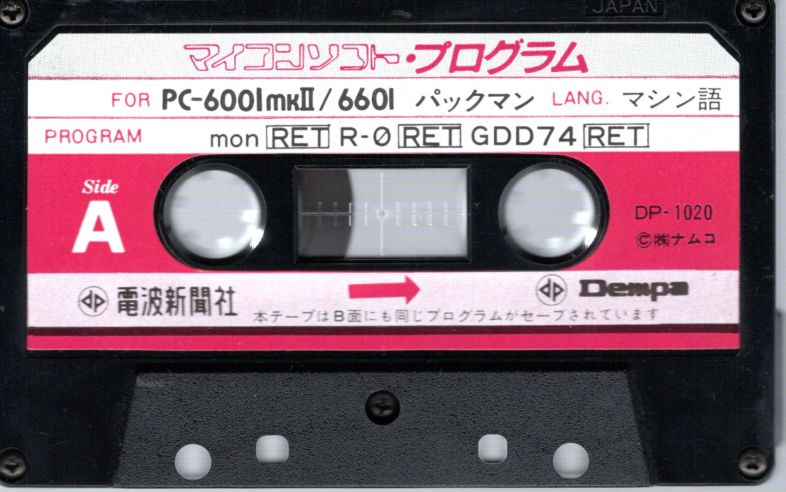 JAPAN
マイコンソフト・プログラム
FOR PC-6001mkII/6601 パックマン LANG. マシン語
PROGRAM mon RET R-0 RET GDD74 RET
Side
A
DP-1020
©㈱ナムコ
電波新聞社 Dempa
本テープはB面にも同じプログラムがセーブされています